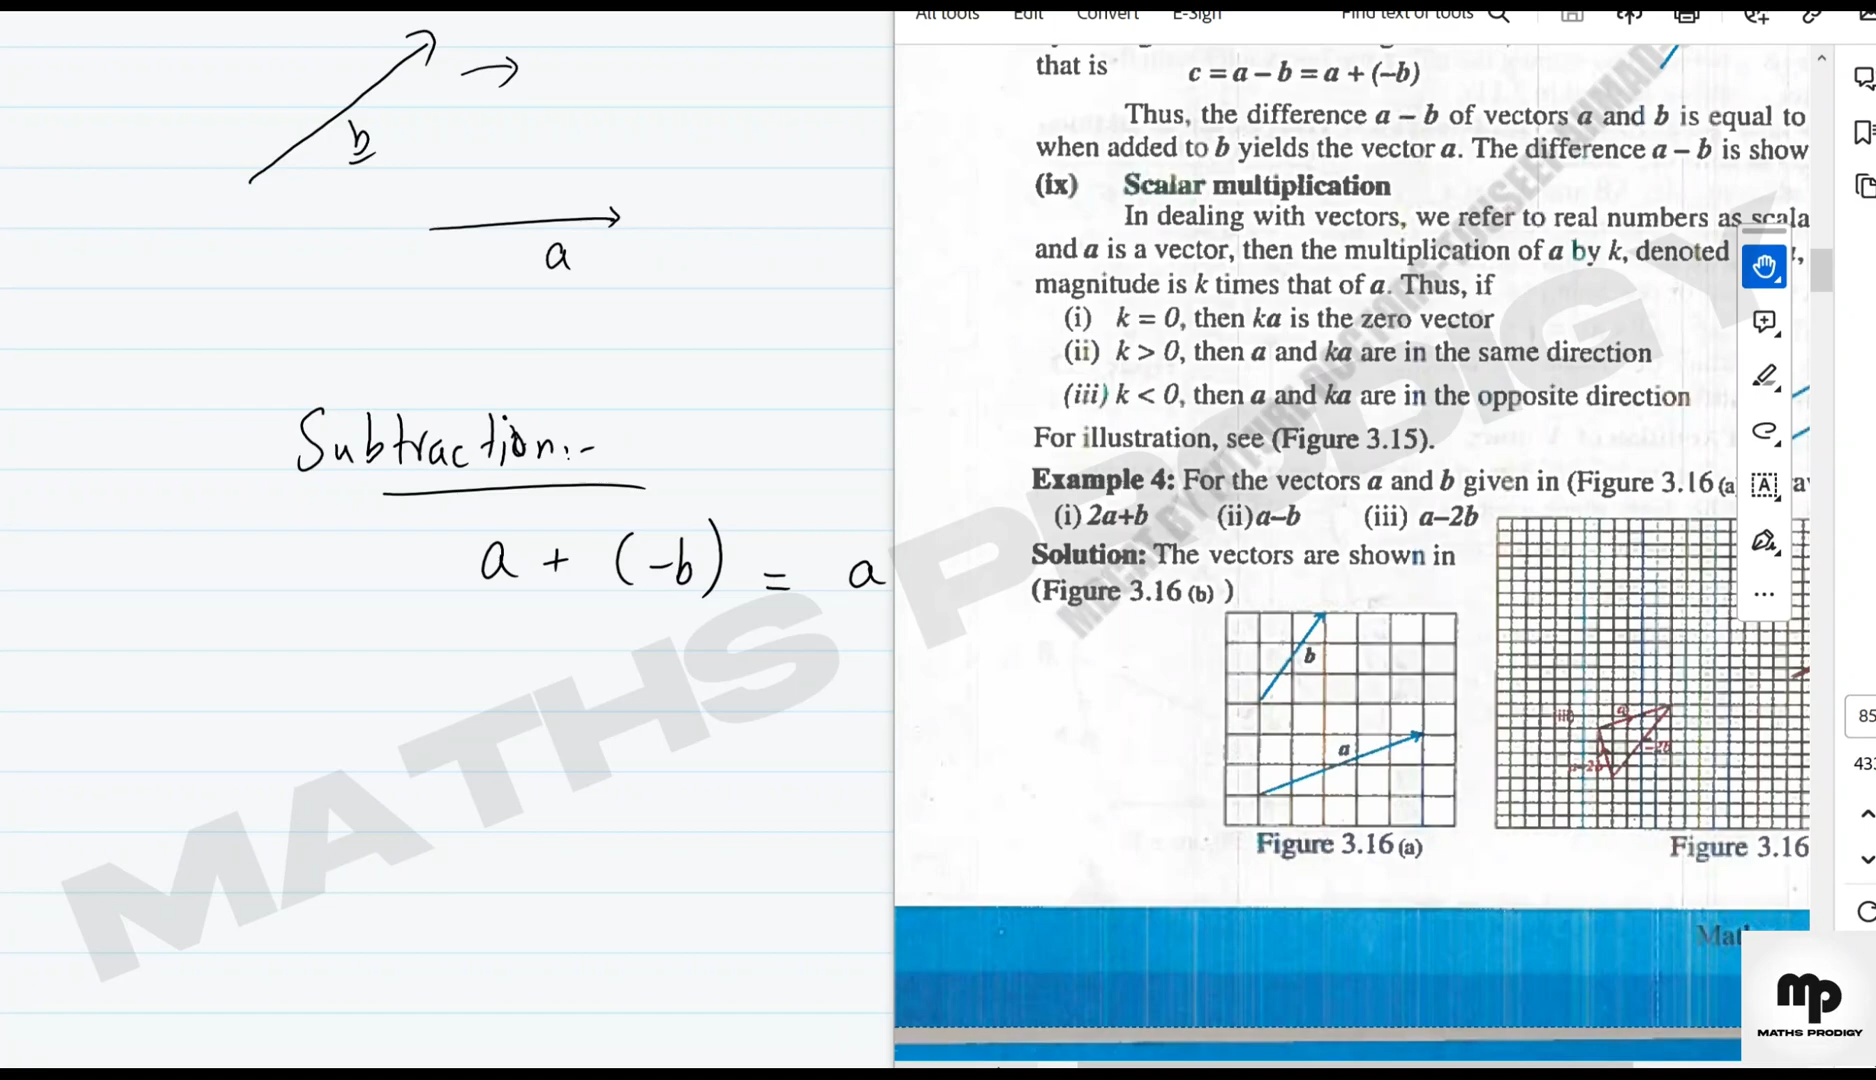 b
a
Subtraction:-
a + (-b) = a
All tools Edit Convert E-Sign Find text or tools
that is c = a – b = a + (–b)
Thus, the difference a – b of vectors a and b is equal to
when added to b yields the vector a. The difference a – b is show
(ix) Scalar multiplication
In dealing with vectors, we refer to real numbers as scala
and a is a vector, then the multiplication of a by k, denoted
magnitude is k times that of a. Thus, if
(i) k = 0, then ka is the zero vector
(ii) k > 0, then a and ka are in the same direction
(iii) k < 0, then a and ka are in the opposite direction
For illustration, see (Figure 3.15).
Example 4: For the vectors a and b given in (Figure 3.16 (a
(i) 2a+b (ii) a–b (iii) a–2b
Solution: The vectors are shown in
(Figure 3.16 (b) )
b
a
Figure 3.16 (a)
a
-2b
a-2b
Figure 3.16
85
43
Mat
MATHS PRODIGY
mp
MATHS PRODIGY